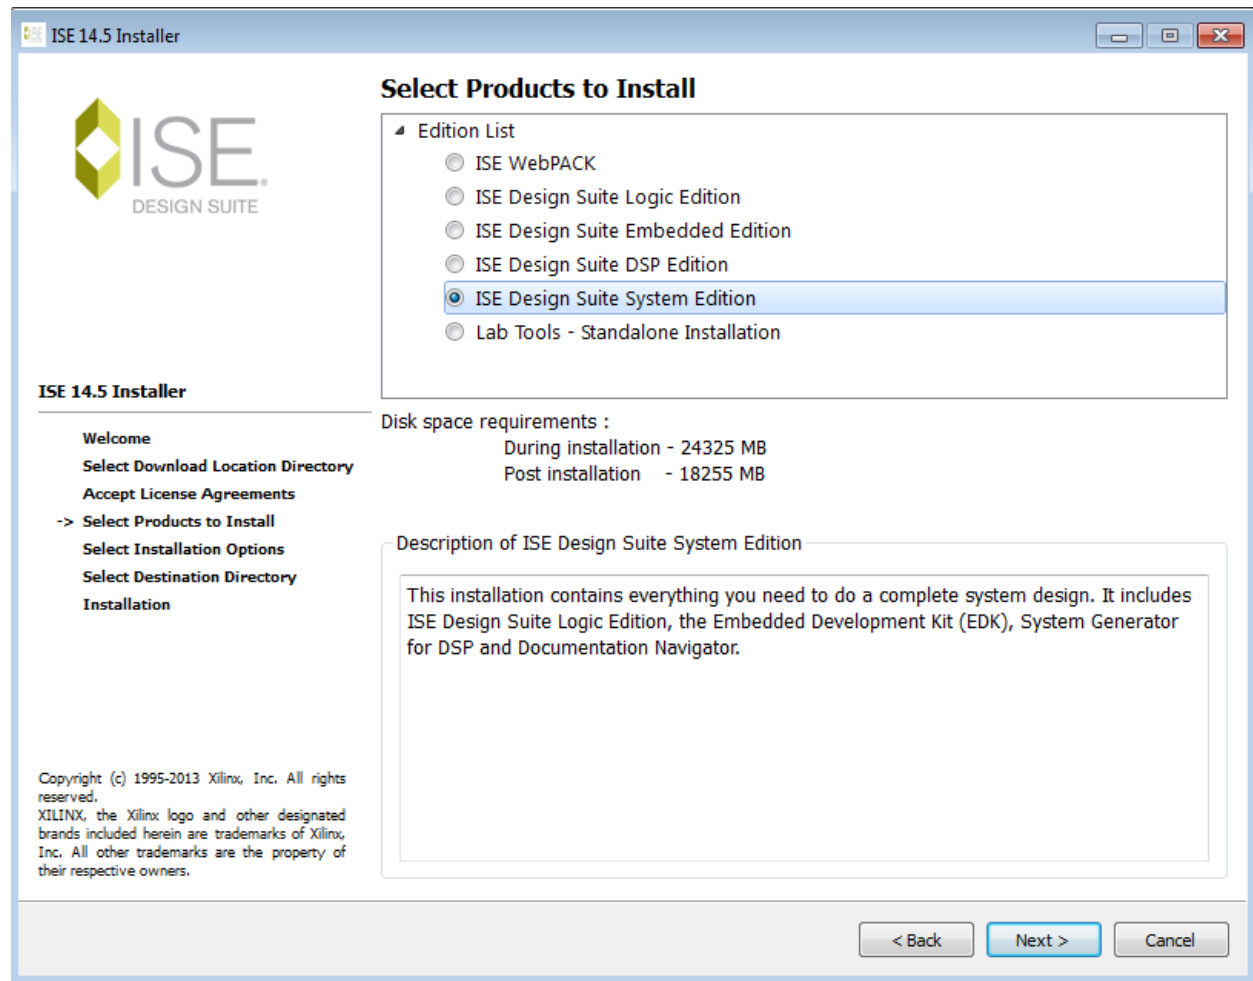 ISE 14.5 Installer
ISE
DESIGN SUITE
ISE 14.5 Installer
Welcome
Select Download Location Directory
Accept License Agreements
-> Select Products to Install
Select Installation Options
Select Destination Directory
Installation
Copyright (c) 1995-2013 Xilinx, Inc. All rights
reserved.
XILINX, the Xilinx logo and other designated
brands included herein are trademarks of Xilinx,
Inc. All other trademarks are the property of
their respective owners.
Select Products to Install
Edition List
ISE WebPACK
ISE Design Suite Logic Edition
ISE Design Suite Embedded Edition
ISE Design Suite DSP Edition
ISE Design Suite System Edition
Lab Tools - Standalone Installation
Disk space requirements :
During installation - 24325 MB
Post installation - 18255 MB
Description of ISE Design Suite System Edition
This installation contains everything you need to do a complete system design. It includes
ISE Design Suite Logic Edition, the Embedded Development Kit (EDK), System Generator
for DSP and Documentation Navigator.
< Back Next > Cancel